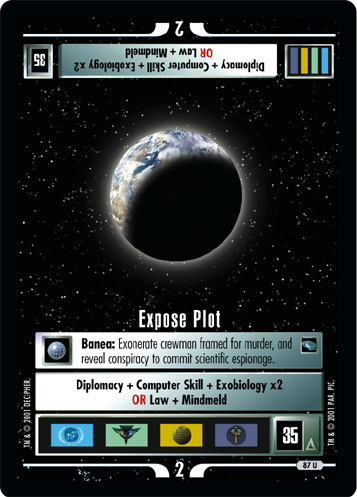 2
Diplomacy + Computer Skill + Exobiology x2
OR Law + Mindmeld
35
Expose Plot
Banea: Exonerate crewman framed for murder, and
reveal conspiracy to commit scientific espionage.
Diplomacy + Computer Skill + Exobiology x2
OR Law + Mindmeld
35
TM & © 2001 DECIPHER.
TM & © 2001 PAR. PIC.
2
87 U